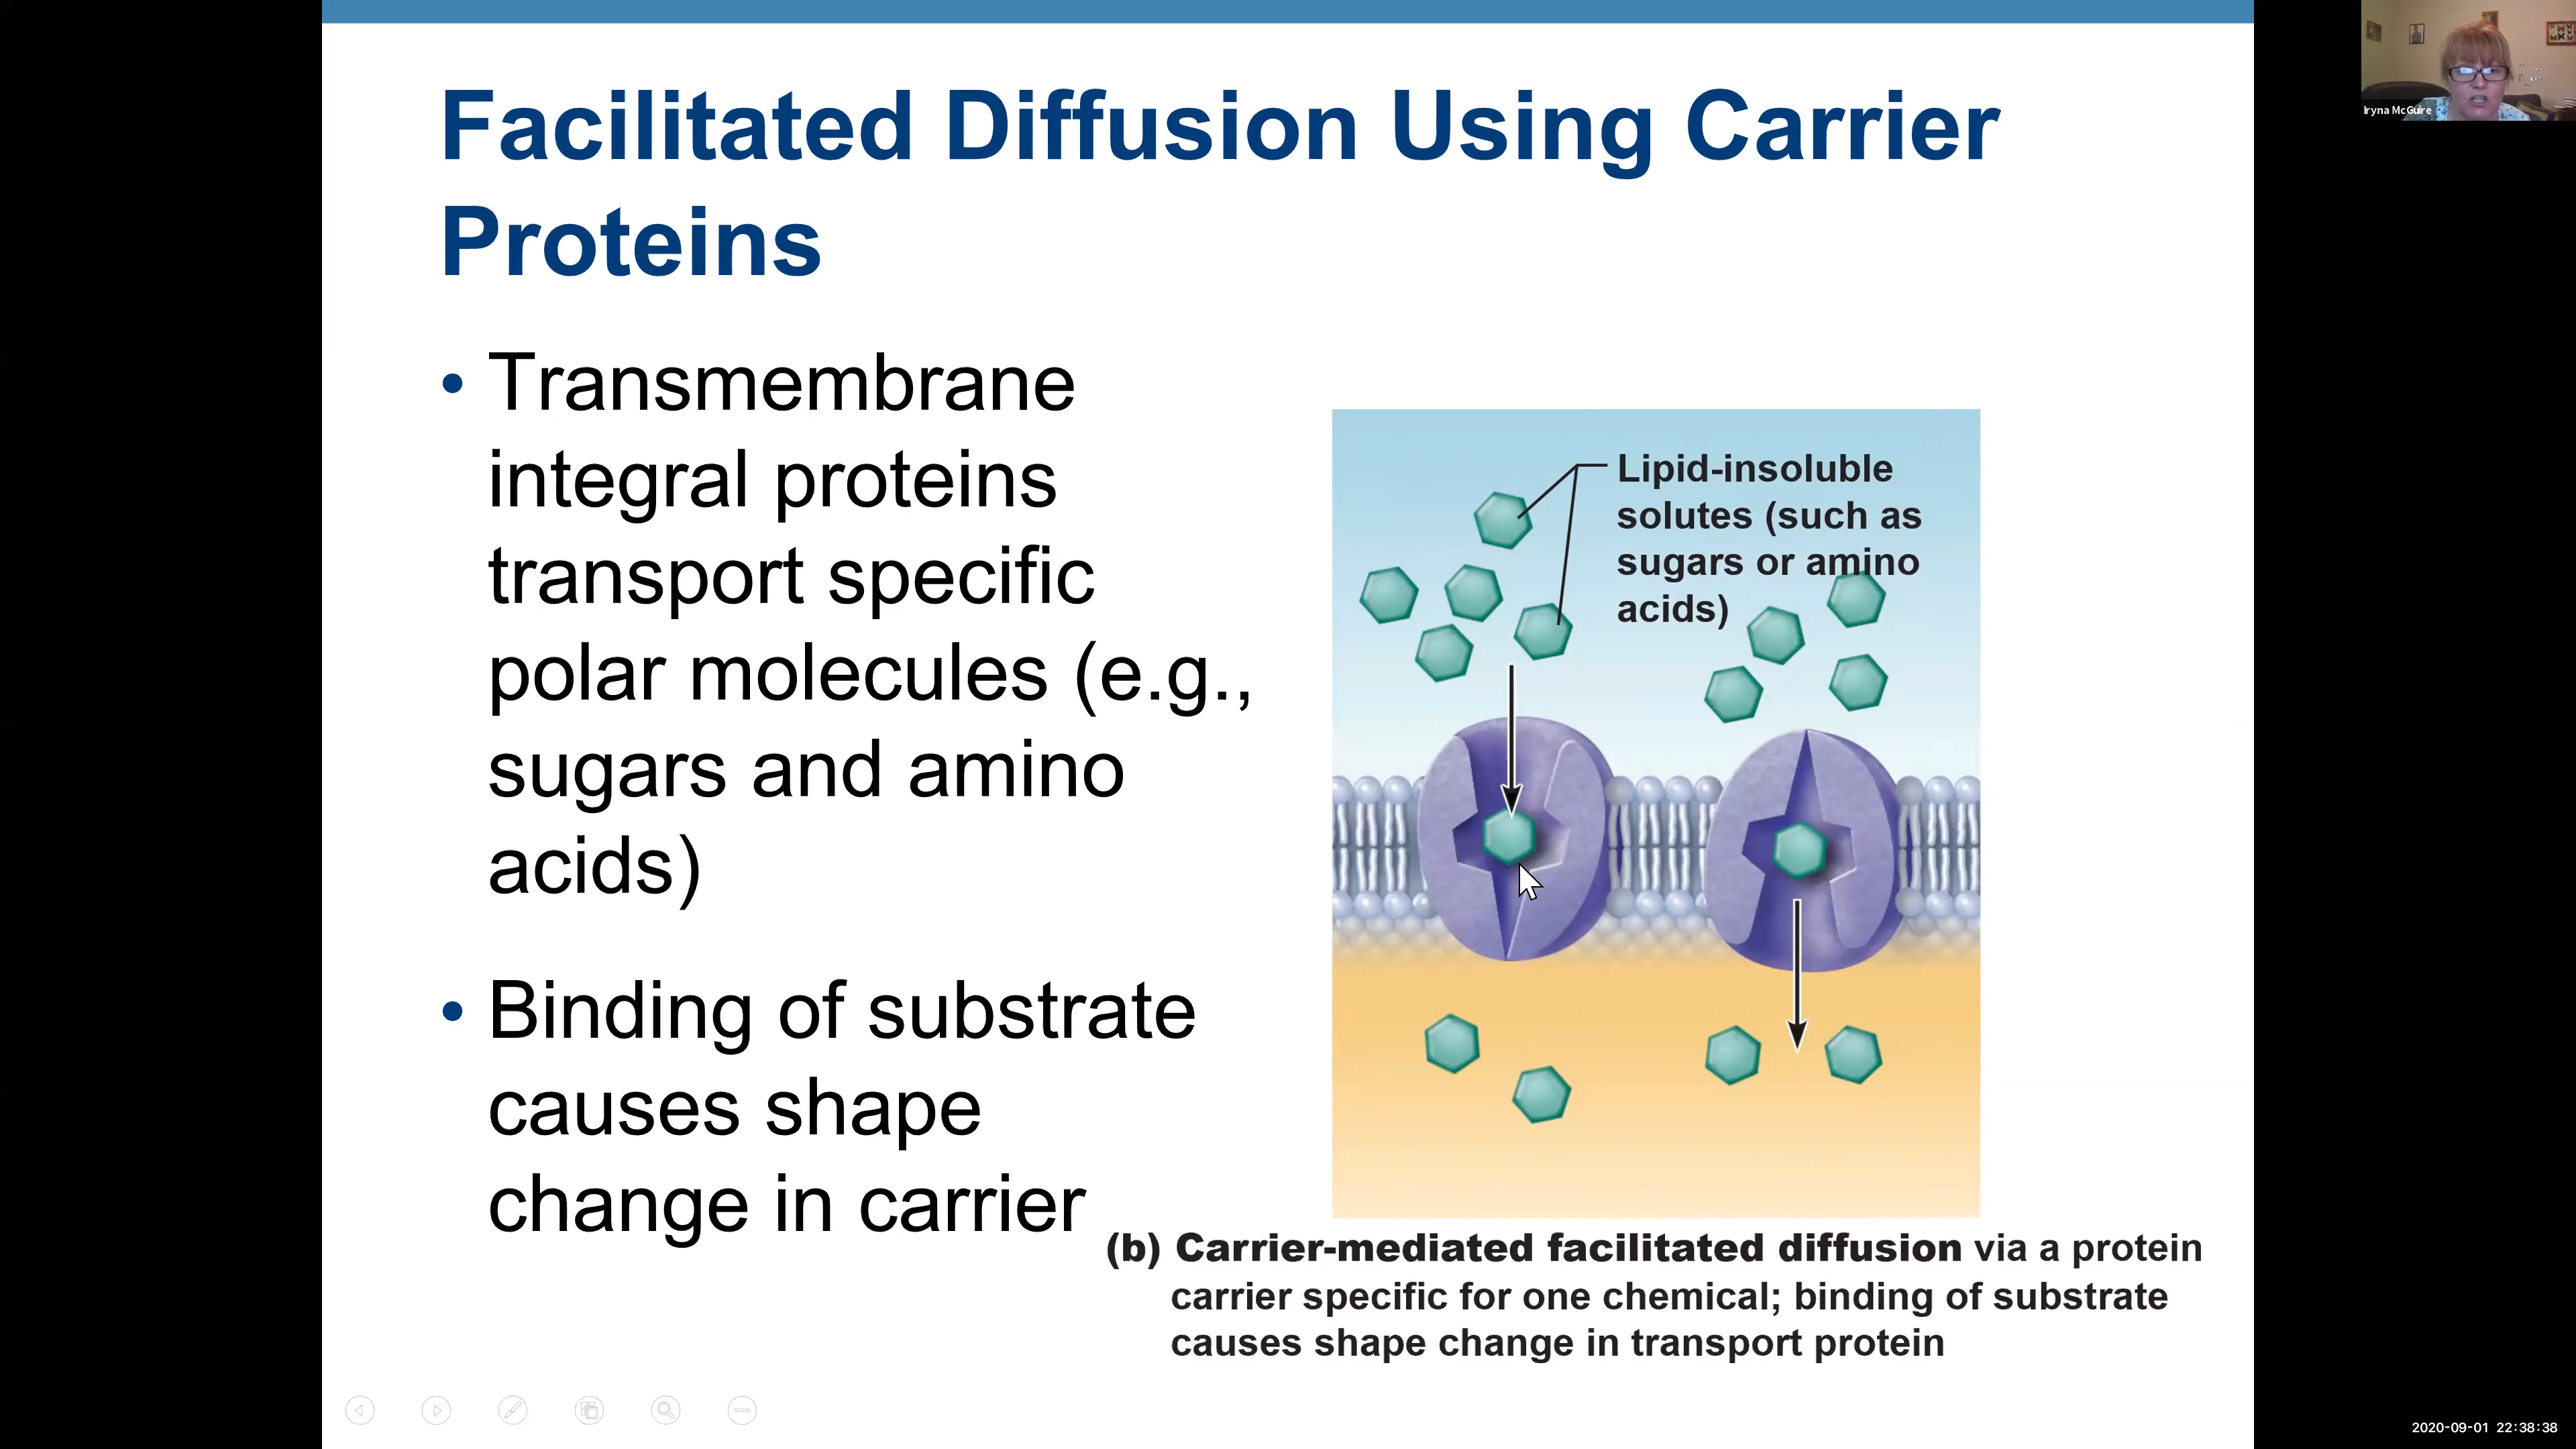 Facilitated Diffusion Using Carrier
Proteins
• Transmembrane
integral proteins
transport specific
polar molecules (e.g.,
sugars and amino
acids)
• Binding of substrate
causes shape
change in carrier
Lipid-insoluble
solutes (such as
sugars or amino
acids)
(b) Carrier-mediated facilitated diffusion via a protein
carrier specific for one chemical; binding of substrate
causes shape change in transport protein
Iryna McGuire
2020-09-01 22:38:38